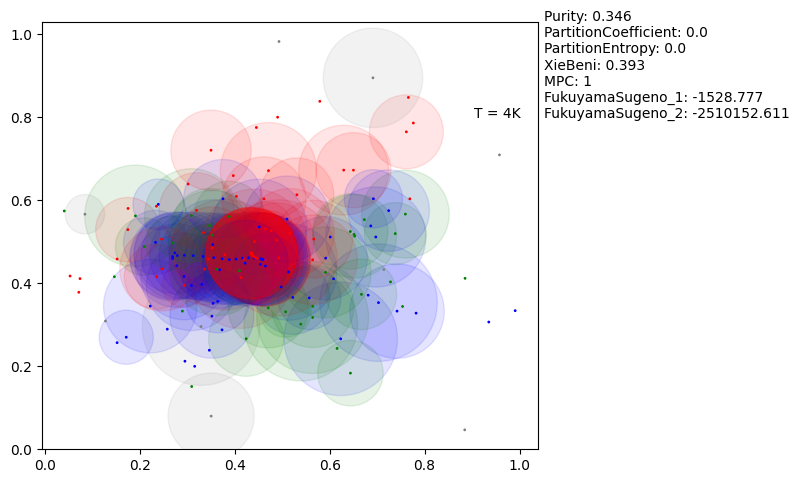 Purity: 0.346
PartitionCoefficient: 0.0
PartitionEntropy: 0.0
XieBeni: 0.393
MPC: 1
FukuyamaSugeno_1: -1528.777
FukuyamaSugeno_2: -2510152.611
T = 4K
1.0
0.8
0.6
0.4
0.2
0.0
0.0 0.2 0.4 0.6 0.8 1.0